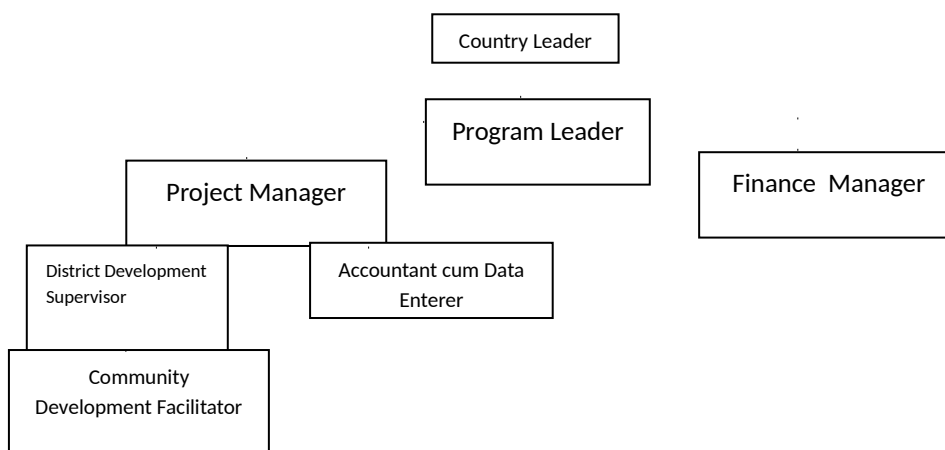 Country Leader
Program Leader
Finance  Manager
Project Manager
District Development
Supervisor
Accountant cum Data
Enterer
Community
Development Facilitator